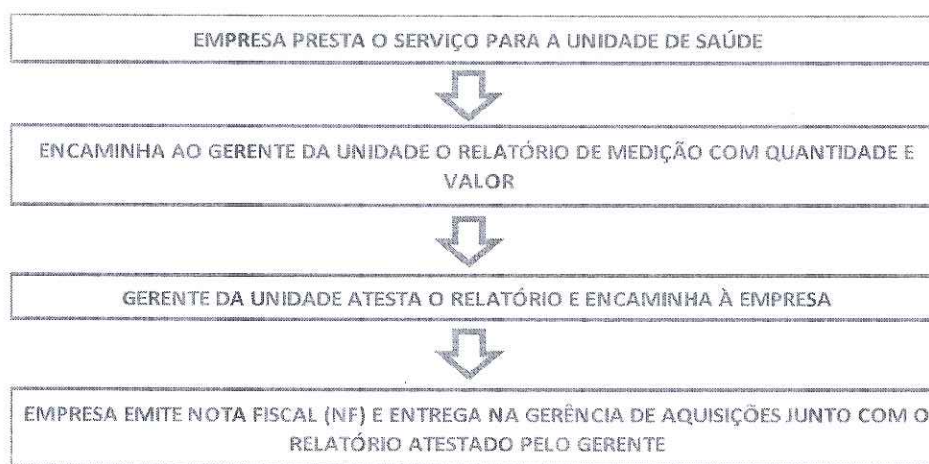 EMPRESA PRESTA O SERVIÇO PARA A UNIDADE DE SAÚDE
ENCAMINHA AO GERENTE DA UNIDADE O RELATÓRIO DE MEDIÇÃO COM QUANTIDADE E
VALOR
GERENTE DA UNIDADE ATESTA O RELATÓRIO E ENCAMINHA À EMPRESA
EMPRESA EMITE NOTA FISCAL (NF) E ENTREGA NA GERÊNCIA DE AQUISIÇÕES JUNTO COM O
RELATÓRIO ATESTADO PELO GERENTE